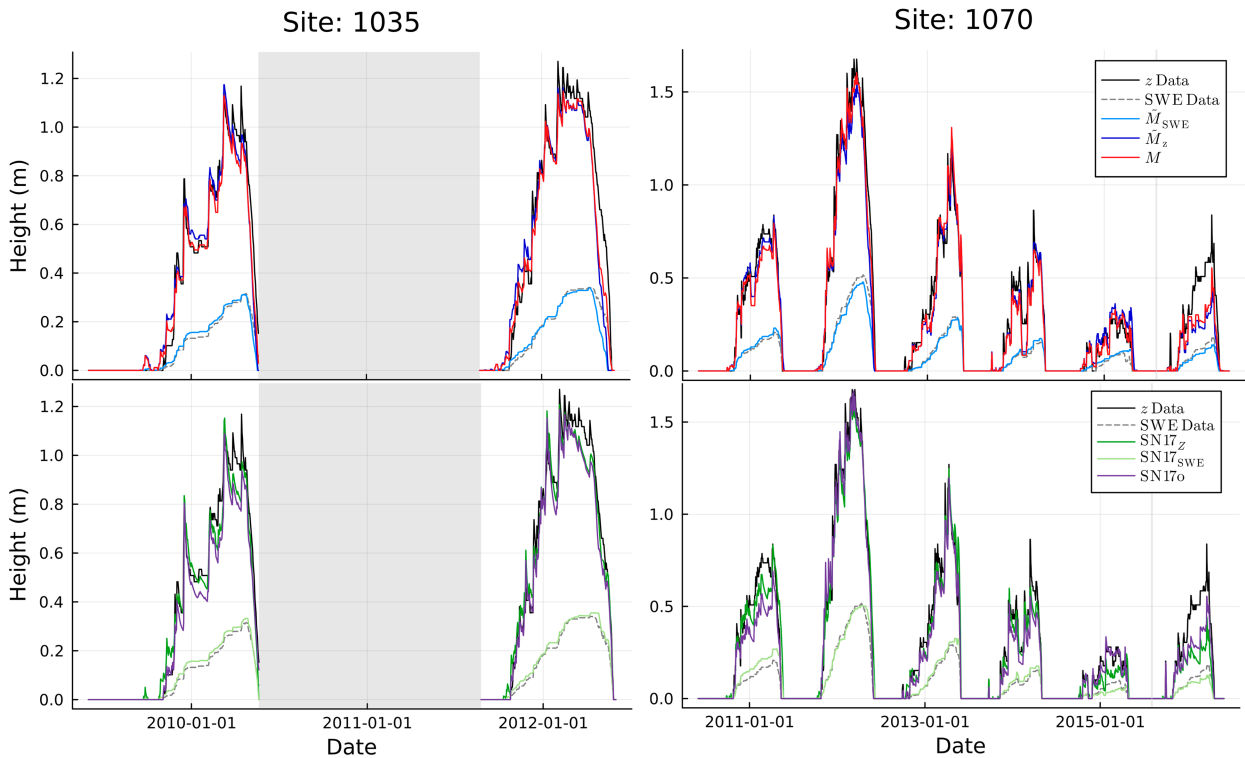 Site: 1035
Site: 1070
Height (m)
1.2
1.0
0.8
0.6
0.4
0.2
0.0
1.5
1.0
0.5
0.0
z Data
SWE Data
M̃_SWE
M̃_z
M
Height (m)
1.2
1.0
0.8
0.6
0.4
0.2
0.0
2010-01-01
2011-01-01
2012-01-01
Date
1.5
1.0
0.5
0.0
z Data
SWE Data
SN17_Z
SN17_SWE
SN17o
2011-01-01
2013-01-01
2015-01-01
Date